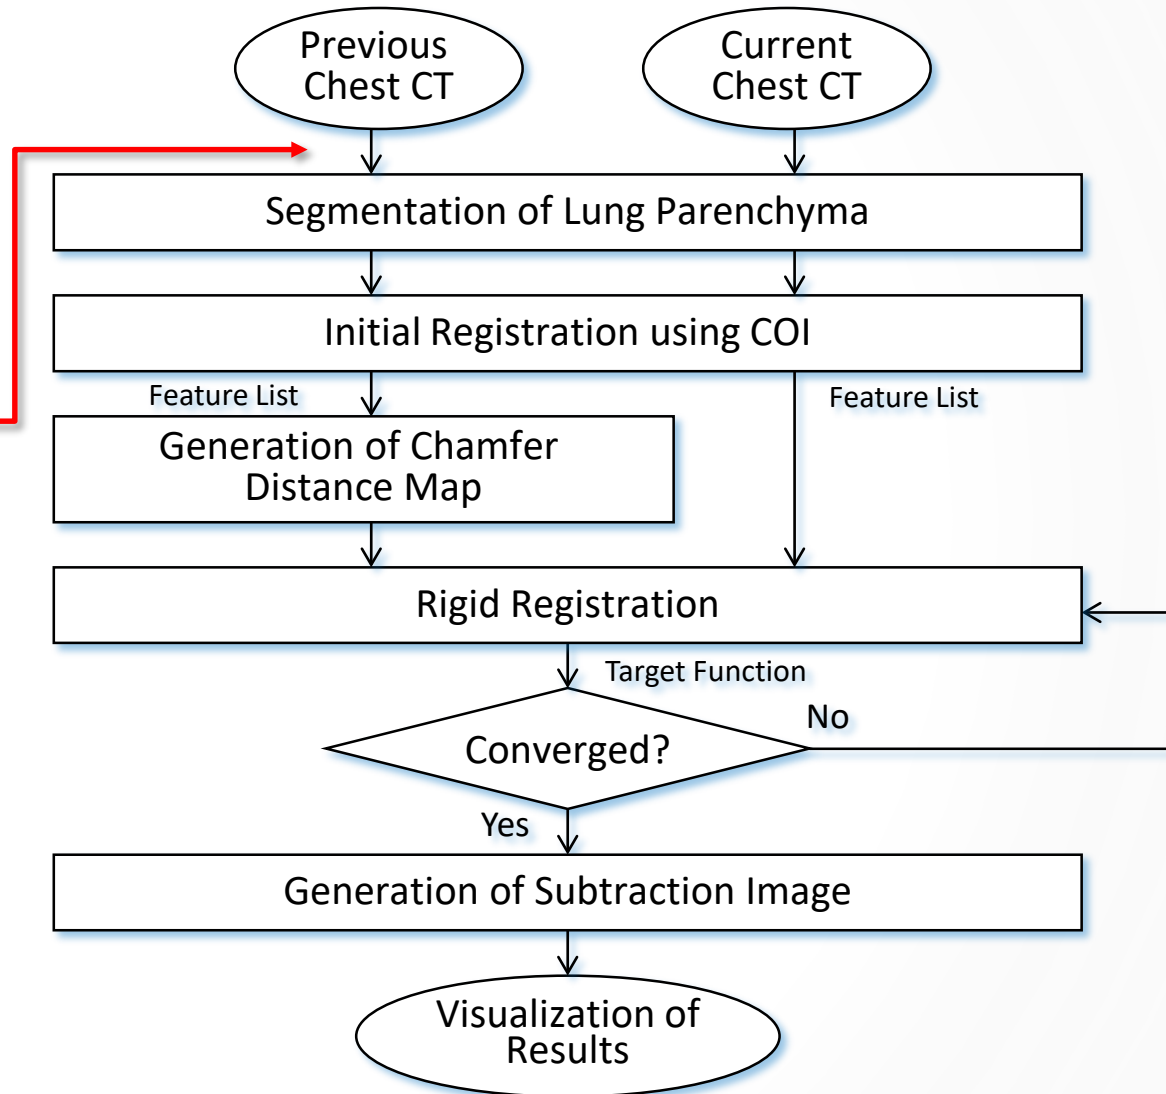 Previous
Chest CT
Current
Chest CT
Segmentation of Lung Parenchyma
Initial Registration using COI
Feature List
Feature List
Generation of Chamfer
Distance Map
Rigid Registration
Target Function
No
Converged?
Yes
Generation of Subtraction Image
Visualization of
Results